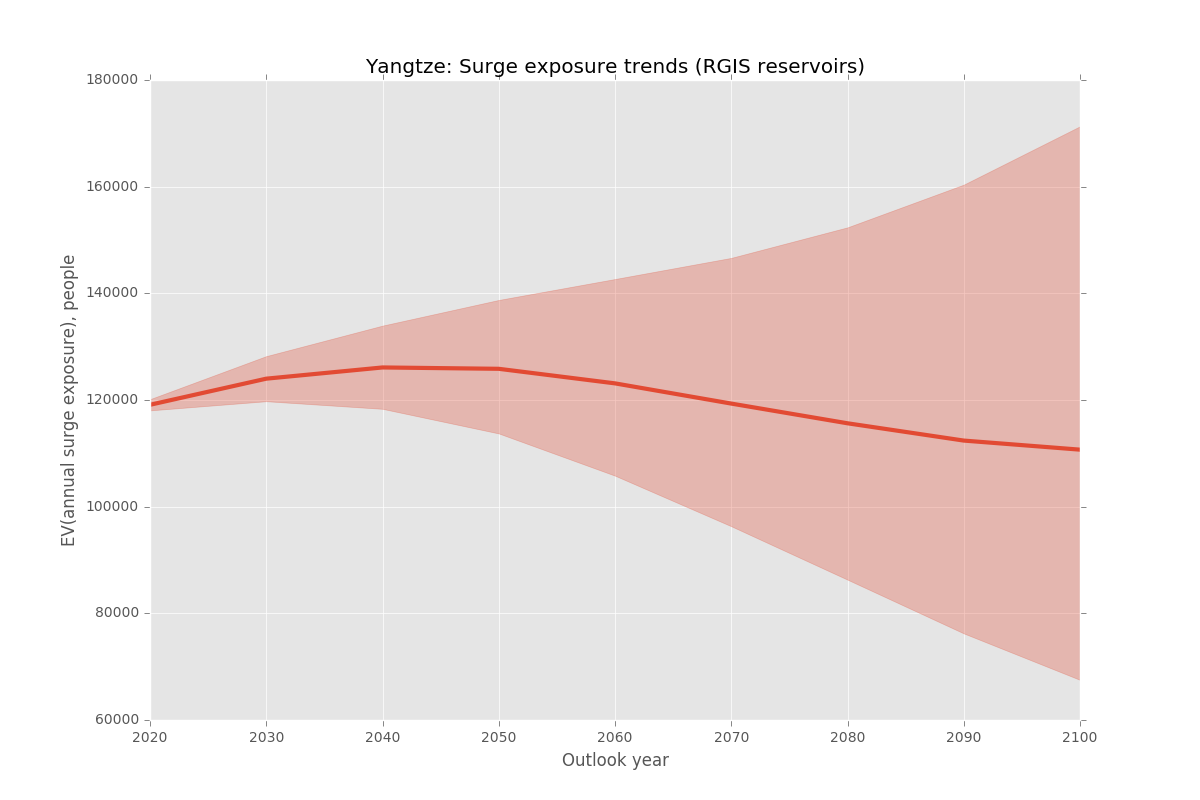 Yangtze: Surge exposure trends (RGIS reservoirs)
180000
160000
140000
120000
100000
80000
60000
EV(annual surge exposure), people
2020 2030 2040 2050 2060 2070 2080 2090 2100
Outlook year